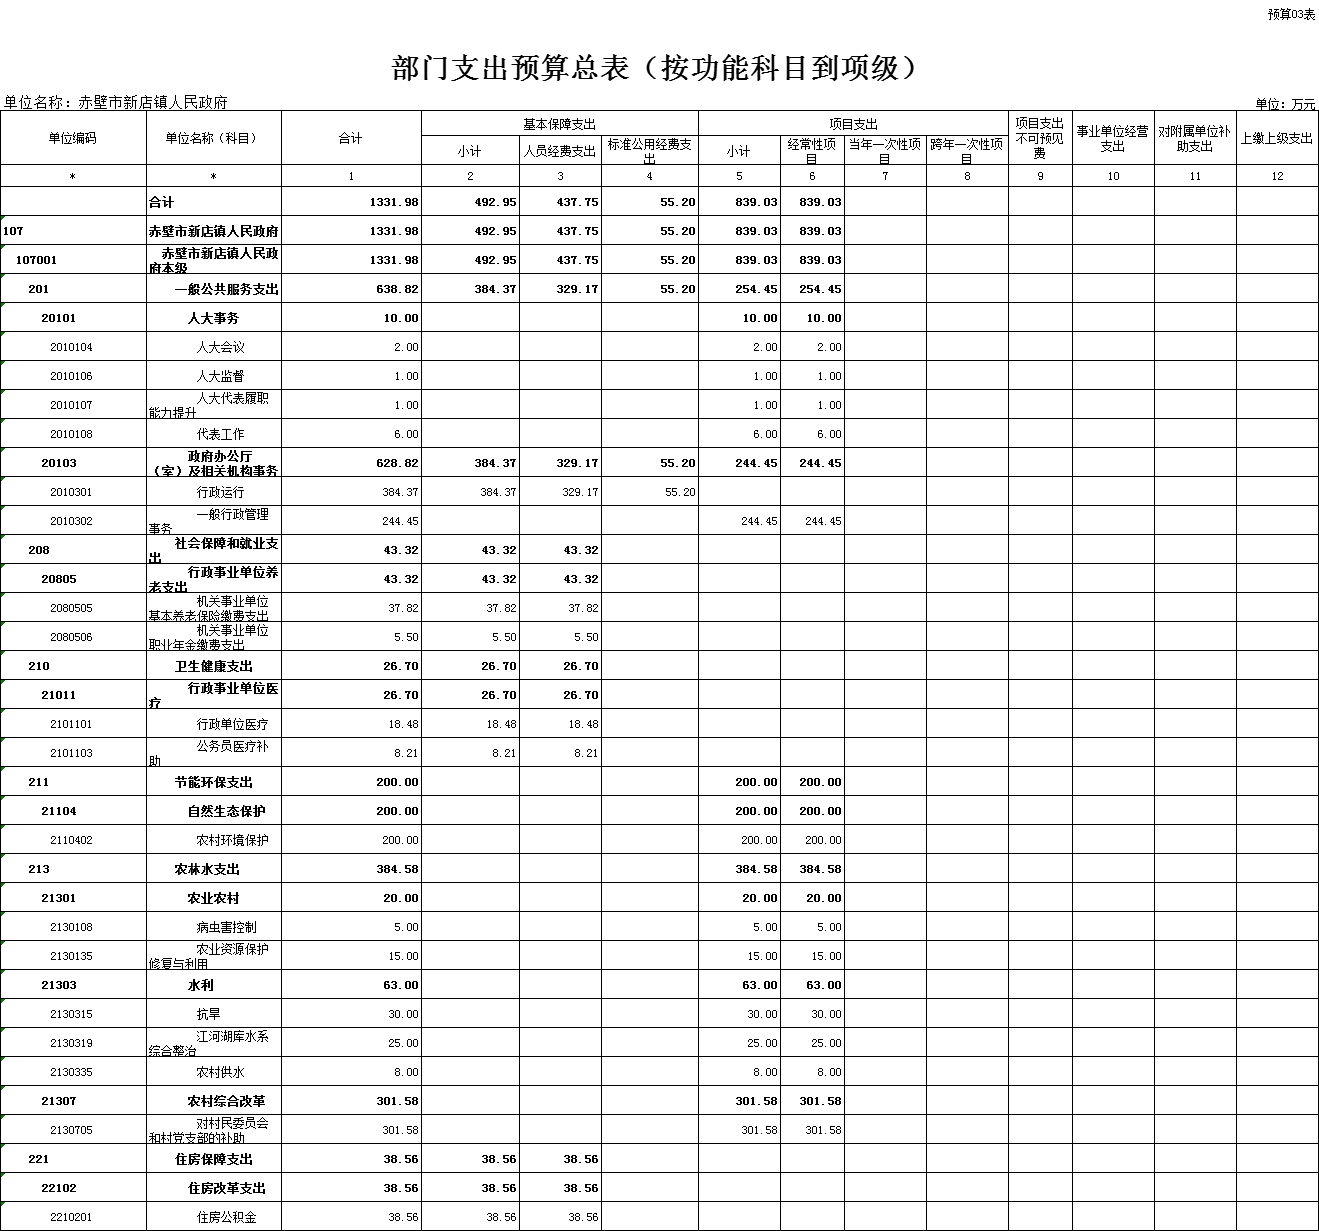 预算03表
部门支出预算总表（按功能科目到项级）
单位名称：赤壁市新店镇人民政府 单位：万元
单位编码 单位名称（科目） 合计 基本保障支出 项目支出 项目支出不可预见费 事业单位经营支出 对附属单位补助支出 上缴上级支出
小计 人员经费支出 标准公用经费支出 小计 经常性项目 当年一次性项目 跨年一次性项目
* * 1 2 3 4 5 6 7 8 9 10 11 12
合计 1331.98 492.95 437.75 55.20 839.03 839.03
107 赤壁市新店镇人民政府 1331.98 492.95 437.75 55.20 839.03 839.03
107001 赤壁市新店镇人民政府本级 1331.98 492.95 437.75 55.20 839.03 839.03
201 一般公共服务支出 638.82 384.37 329.17 55.20 254.45 254.45
20101 人大事务 10.00 10.00 10.00
2010104 人大会议 2.00 2.00 2.00
2010106 人大监督 1.00 1.00 1.00
2010107 人大代表履职能力提升 1.00 1.00 1.00
2010108 代表工作 6.00 6.00 6.00
20103 政府办公厅（室）及相关机构事务 628.82 384.37 329.17 55.20 244.45 244.45
2010301 行政运行 384.37 384.37 329.17 55.20
2010302 一般行政管理事务 244.45 244.45 244.45
208 社会保障和就业支出 43.32 43.32 43.32
20805 行政事业单位养老支出 43.32 43.32 43.32
2080505 机关事业单位基本养老保险缴费支出 37.82 37.82 37.82
2080506 机关事业单位职业年金缴费支出 5.50 5.50 5.50
210 卫生健康支出 26.70 26.70 26.70
21011 行政事业单位医疗 26.70 26.70 26.70
2101101 行政单位医疗 18.48 18.48 18.48
2101103 公务员医疗补助 8.21 8.21 8.21
211 节能环保支出 200.00 200.00 200.00
21104 自然生态保护 200.00 200.00 200.00
2110402 农村环境保护 200.00 200.00 200.00
213 农林水支出 384.58 384.58 384.58
21301 农业农村 20.00 20.00 20.00
2130108 病虫害控制 5.00 5.00 5.00
2130135 农业资源保护修复与利用 15.00 15.00 15.00
21303 水利 63.00 63.00 63.00
2130315 抗旱 30.00 30.00 30.00
2130319 江河湖库水系综合整治 25.00 25.00 25.00
2130335 农村供水 8.00 8.00 8.00
21307 农村综合改革 301.58 301.58 301.58
2130705 对村民委员会和村党支部的补助 301.58 301.58 301.58
221 住房保障支出 38.56 38.56 38.56
22102 住房改革支出 38.56 38.56 38.56
2210201 住房公积金 38.56 38.56 38.56